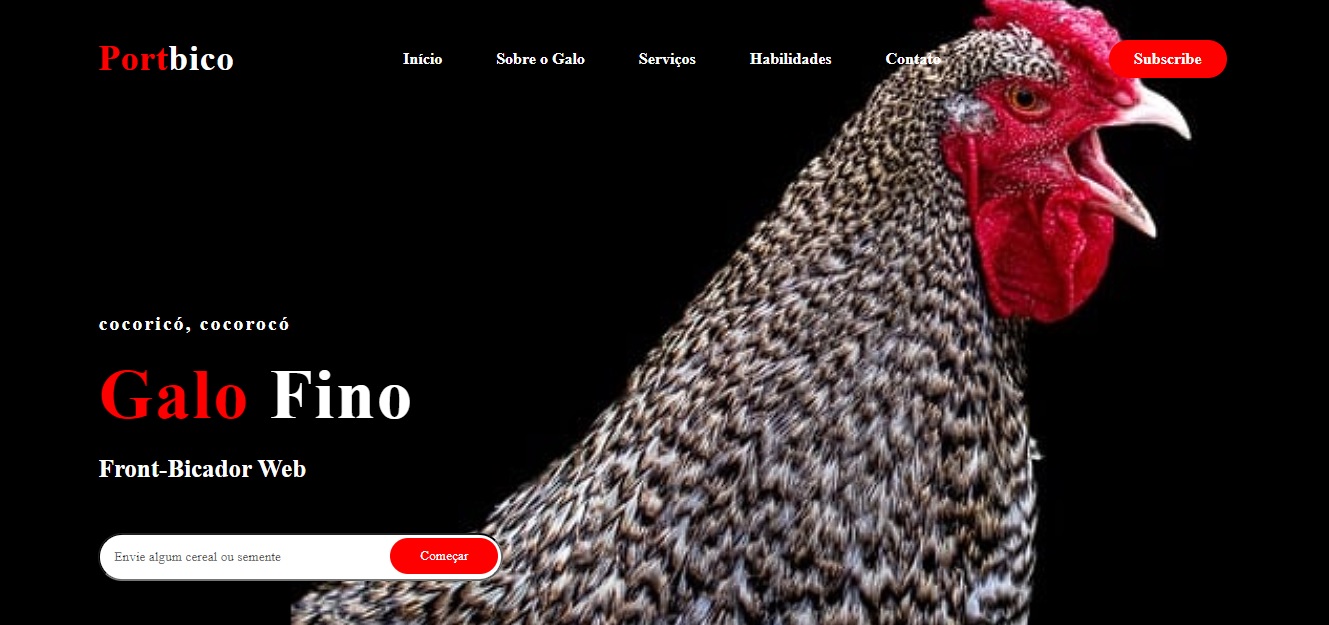 Portbico
Início Sobre o Galo Serviços Habilidades Contato Subscribe
cocoricó, cocorocó
Galo Fino
Front-Bicador Web
Envie algum cereal ou semente Começar